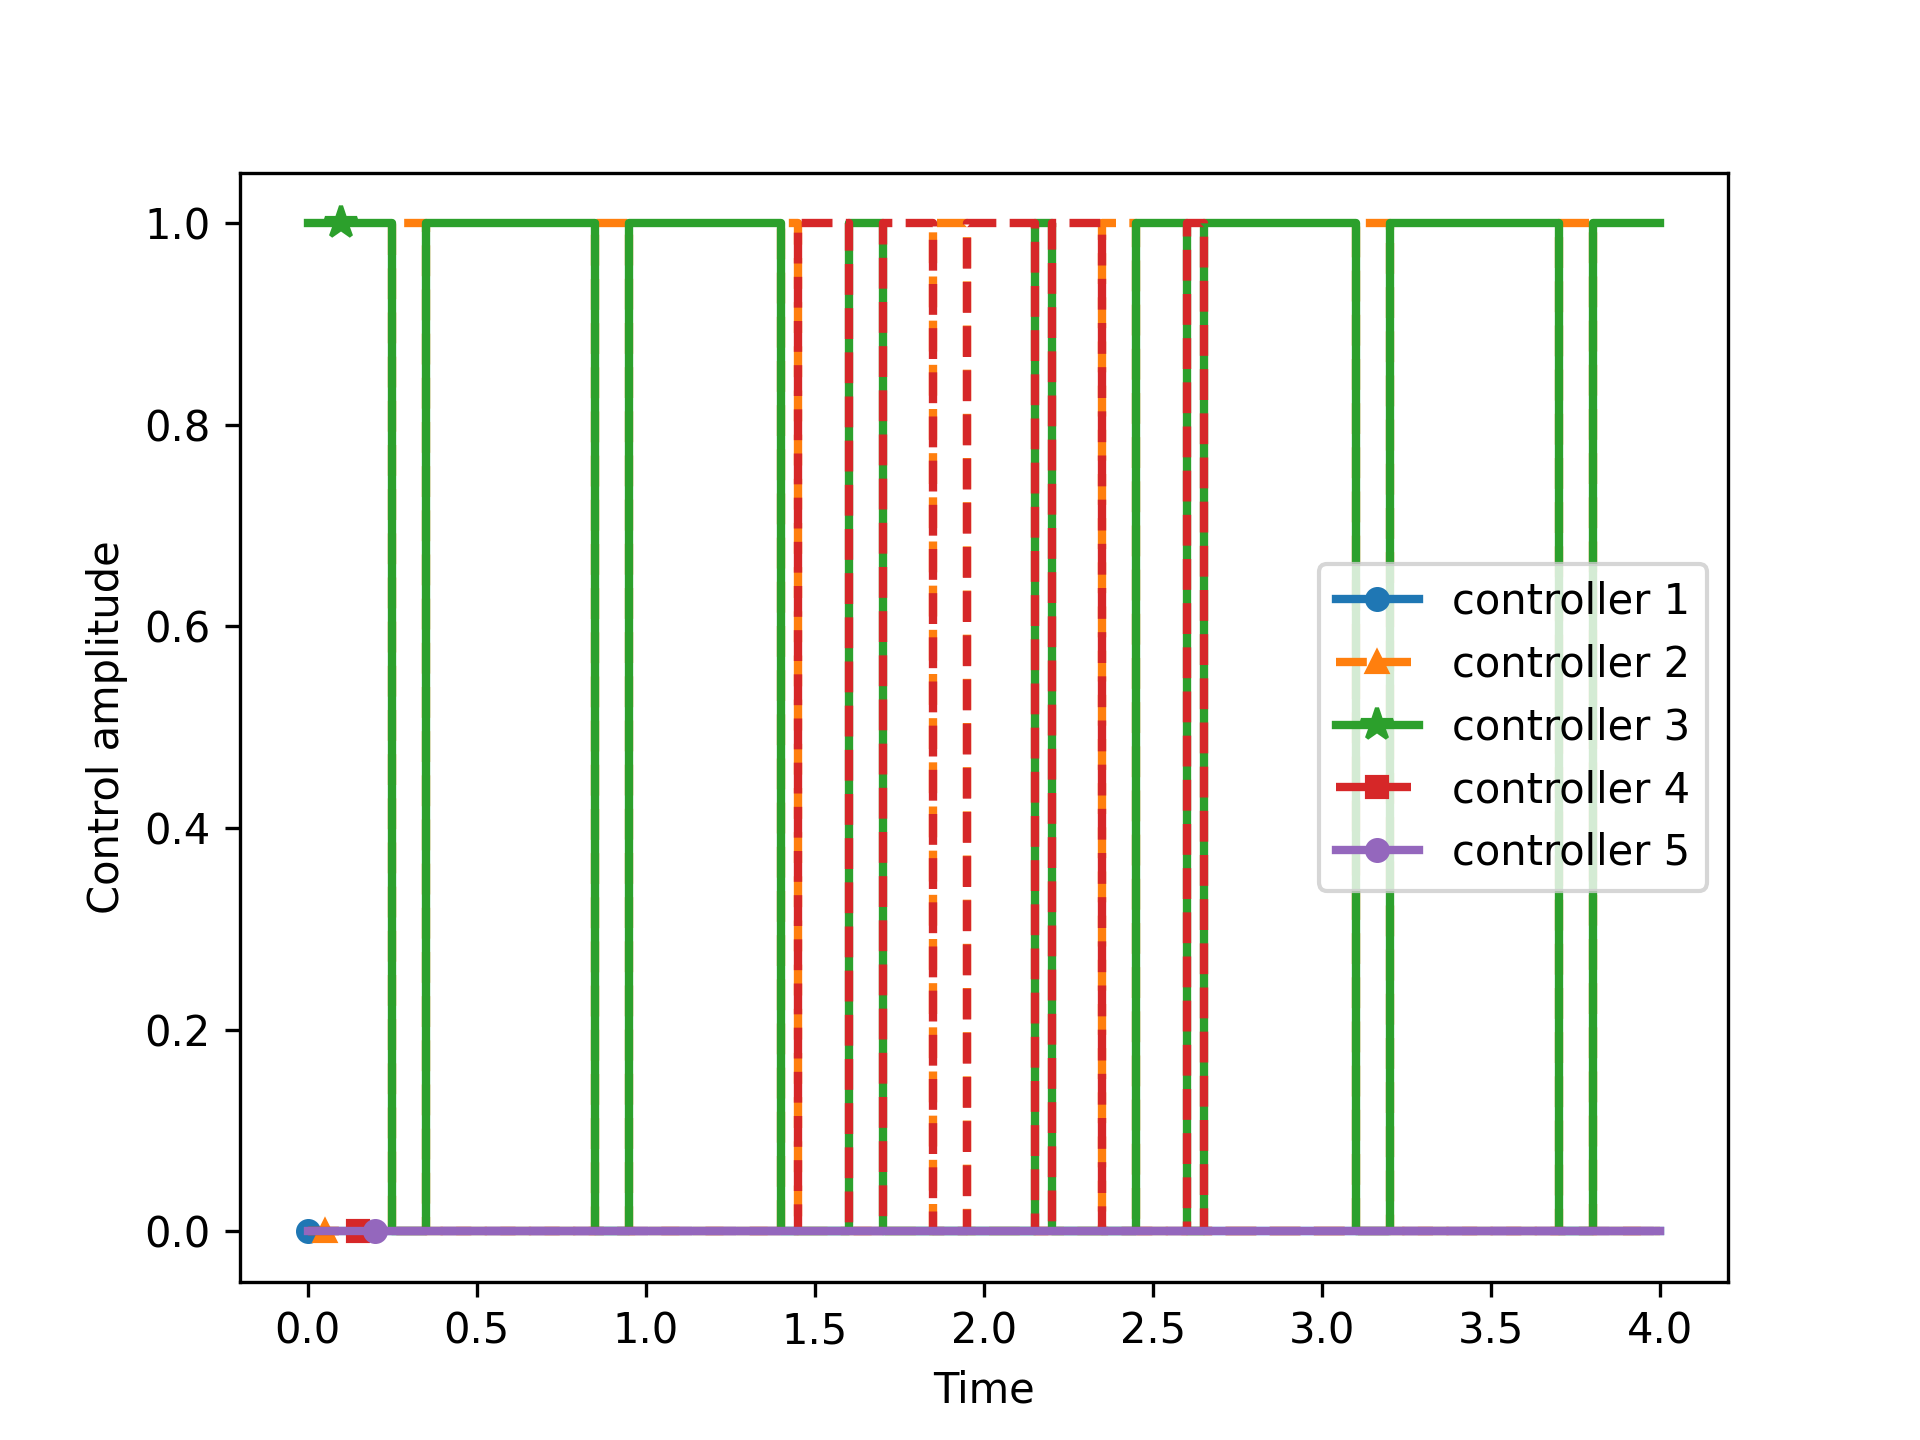 1.0
0.8
0.6
0.4
0.2
0.0
Control amplitude
controller 1
controller 2
controller 3
controller 4
controller 5
0.0 0.5 1.0 1.5 2.0 2.5 3.0 3.5 4.0
Time